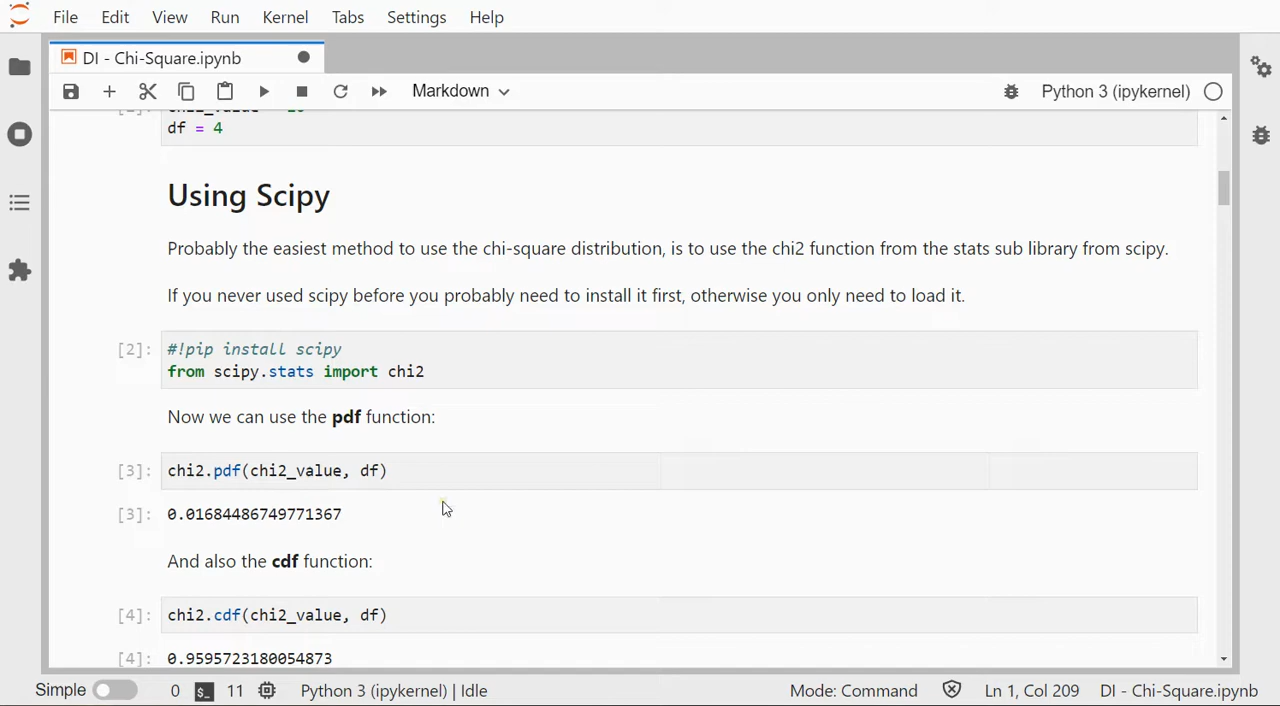 File Edit View Run Kernel Tabs Settings Help
DI - Chi-Square.ipynb
Markdown Python 3 (ipykernel)
df = 4
Using Scipy
Probably the easiest method to use the chi-square distribution, is to use the chi2 function from the stats sub library from scipy.
If you never used scipy before you probably need to install it first, otherwise you only need to load it.
[2]: #!pip install scipy
from scipy.stats import chi2
Now we can use the pdf function:
[3]: chi2.pdf(chi2_value, df)
[3]: 0.01684486749771367
And also the cdf function:
[4]: chi2.cdf(chi2_value, df)
[4]: 0.9595723180054873
Simple 0 11 Python 3 (ipykernel) | Idle Mode: Command Ln 1, Col 209 DI - Chi-Square.ipynb